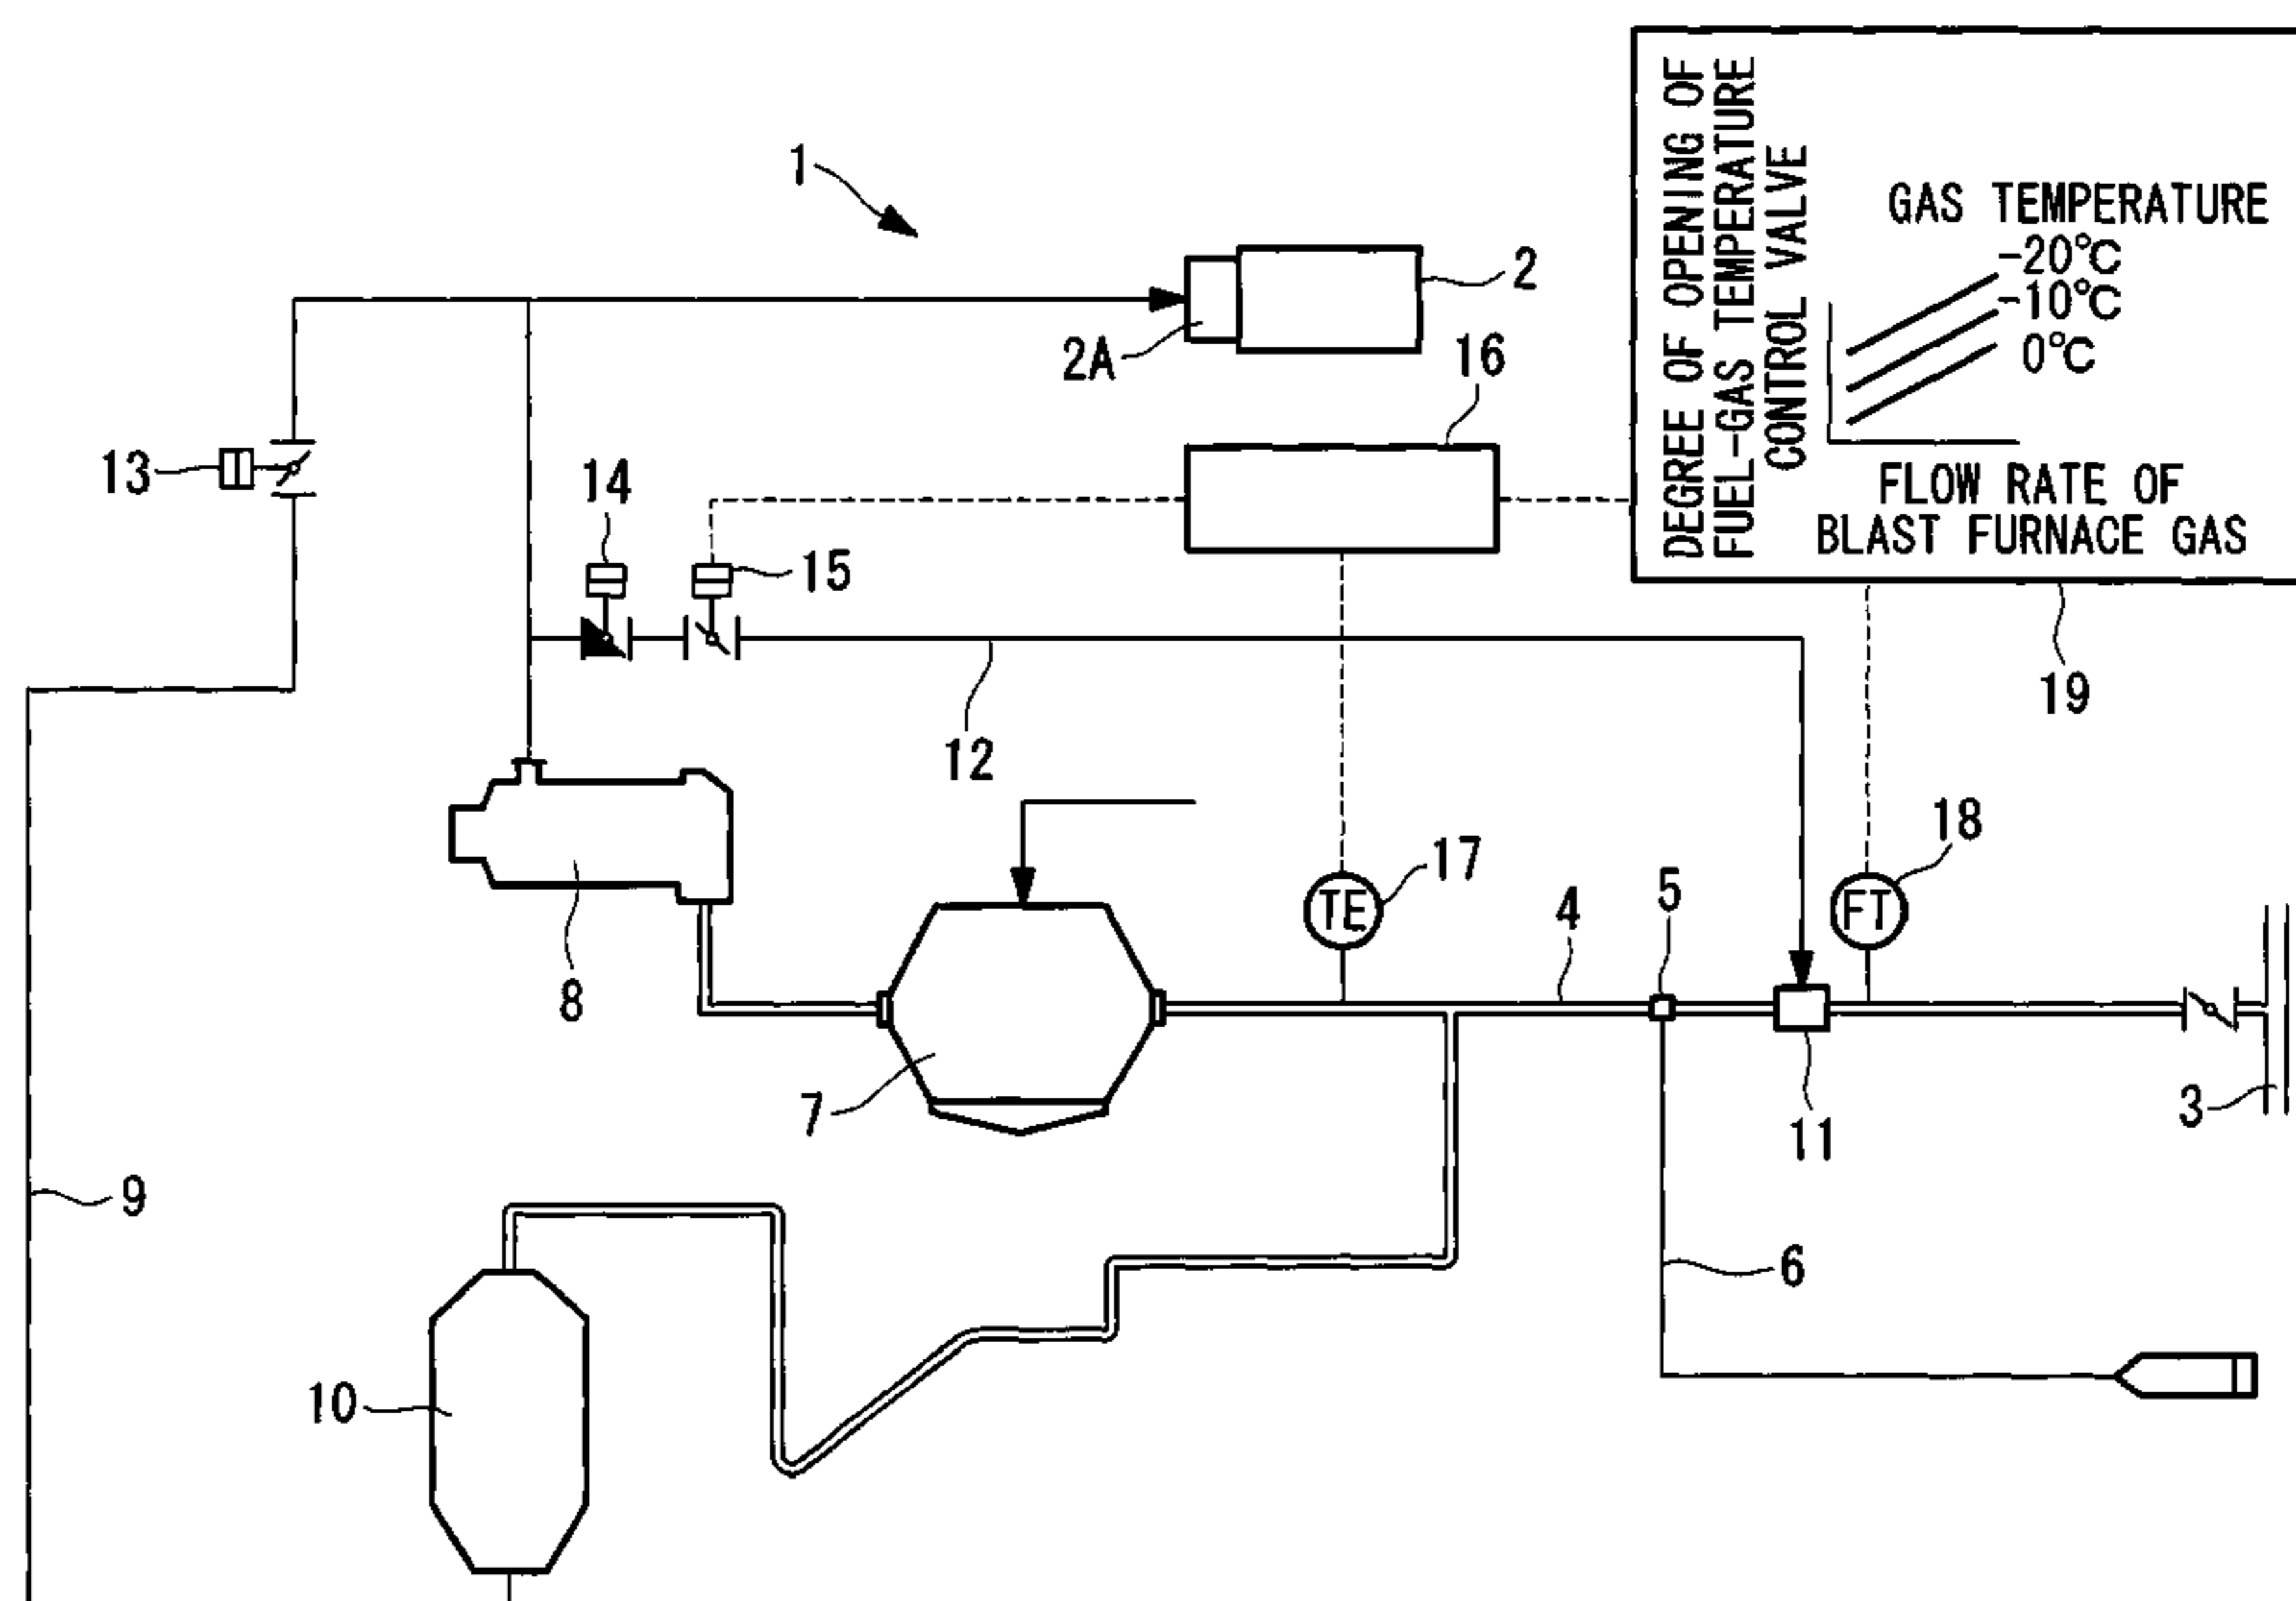 DEGREE OF OPENING OF
FUEL-GAS TEMPERATURE
CONTROL VALVE
GAS TEMPERATURE
-20℃
-10℃
0℃
FLOW RATE OF
BLAST FURNACE GAS
1
2
2A
16
13
14
15
19
12
18
17
5
4
TE
FT
8
7
3
11
9
6
10